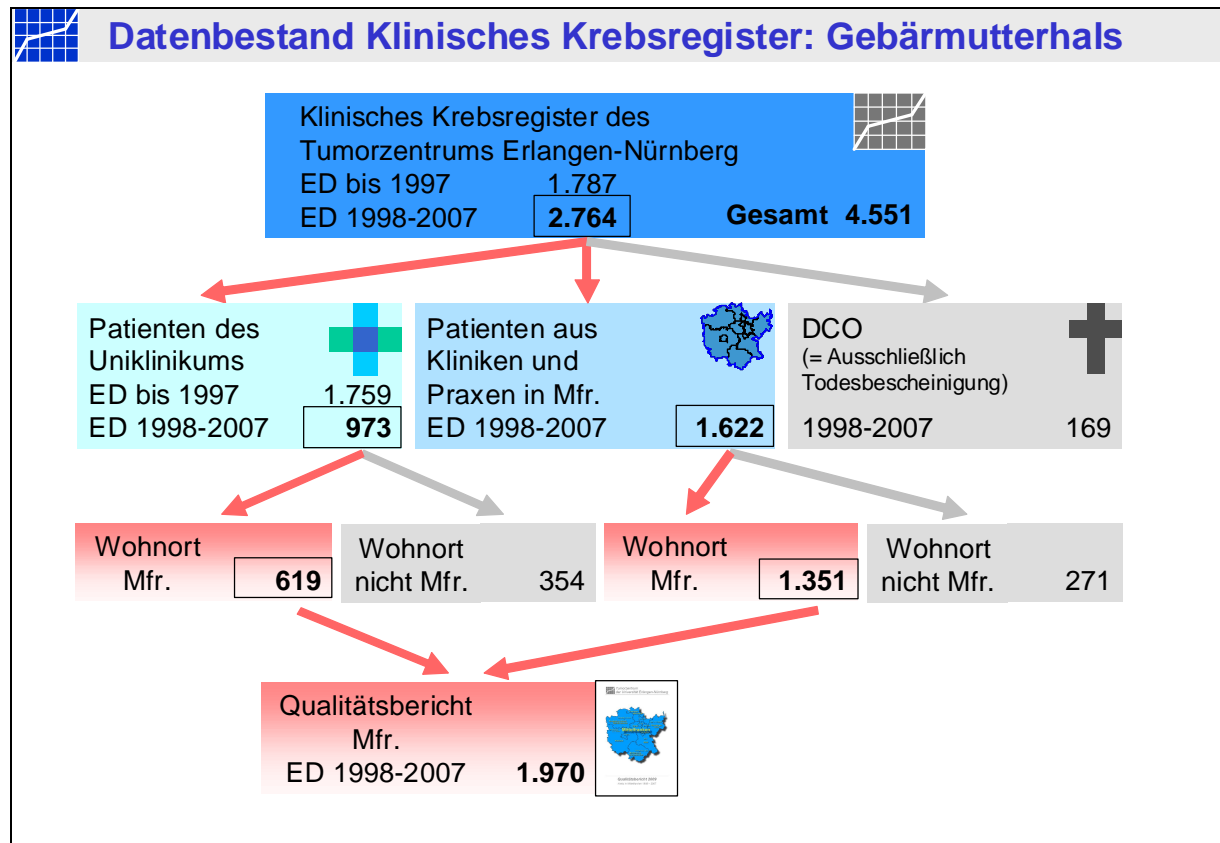 Datenbestand Klinisches Krebsregister: Gebärmutterhals
Klinisches Krebsregister des
Tumorzentrums Erlangen-Nürnberg
ED bis 1997 1.787
ED 1998-2007 2.764 Gesamt 4.551
Patienten des
Uniklinikums
ED bis 1997 1.759
ED 1998-2007 973
Patienten aus
Kliniken und
Praxen in Mfr.
ED 1998-2007 1.622
DCO
(= Ausschließlich
Todesbescheinigung)
1998-2007 169
Wohnort
Mfr. 619
Wohnort
nicht Mfr. 354
Wohnort
Mfr. 1.351
Wohnort
nicht Mfr. 271
Qualitätsbericht
Mfr.
ED 1998-2007 1.970